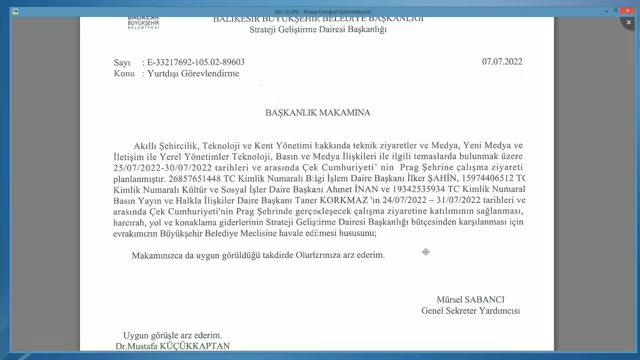 001 (2).JPG - Picasa Fotoğraf Görüntüleyicisi
BALIKESİR
BÜYÜKŞEHİR
BELEDİYESİ
BALIKESİR BÜYÜKŞEHİR BELEDİYE BAŞKANLIĞI
Strateji Geliştirme Dairesi Başkanlığı
Sayı : E-33217692-105.02-89603
07.07.2022
Konu : Yurtdışı Görevlendirme
BAŞKANLIK MAKAMINA
Akıllı Şehircilik, Teknoloji ve Kent Yönetimi hakkında teknik ziyaretler ve Medya, Yeni Medya ve
İletişim ile Yerel Yönetimler Teknoloji, Basın ve Medya İlişkileri ile ilgili temaslarda bulunmak üzere
25/07/2022-30/07/2022 tarihleri ve arasında Çek Cumhuriyeti' nin Prag Şehrine çalışma ziyareti
planlanmıştır. 26857651448 TC Kimlik Numaralı Bilgi İşlem Daire Başkanı İlker ŞAHİN, 15974406512 TC
Kimlik Numaralı Kültür ve Sosyal İşler Daire Başkanı Ahmet İNAN ve 19342535934 TC Kimlik Numaral
Basın Yayın ve Halkla İlişkiler Daire Başkanı Taner KORKMAZ 'ın 24/07/2022 – 31/07/2022 tarihleri ve
arasında Çek Cumhuriyeti'nin Prag Şehrinde gerçekleşecek çalışma ziyaretine katılımının sağlanması,
harcırah, yol ve konaklama giderlerinin Strateji Geliştirme Dairesi Başkanlığı bütçesinden karşılanması için
evrakımızın Büyükşehir Belediye Meclisine havale edilmesi hususunu;
Makamınızca da uygun görüldüğü takdirde Olurlarınıza arz ederim.
Mürsel SABANCI
Genel Sekreter Yardımcısı
Uygun görüşle arz ederim.
Dr.Mustafa KÜÇÜKKAPTAN